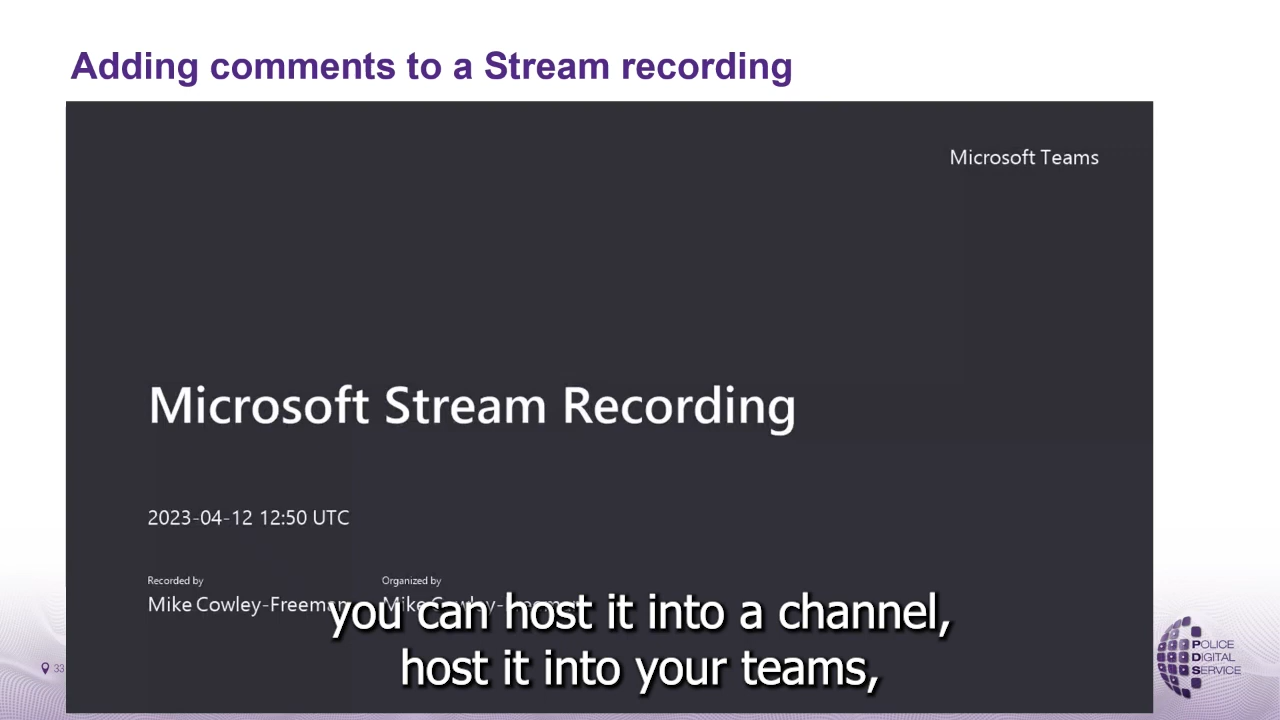 Adding comments to a Stream recording
Microsoft Teams
Microsoft Stream Recording
2023-04-12 12:50 UTC
Recorded by
Organized by
Mike Cowley-Freeman
Mike Cowley-Freeman
you can host it into a channel,
host it into your teams,
33
POLICE
DIGITAL
SERVICE